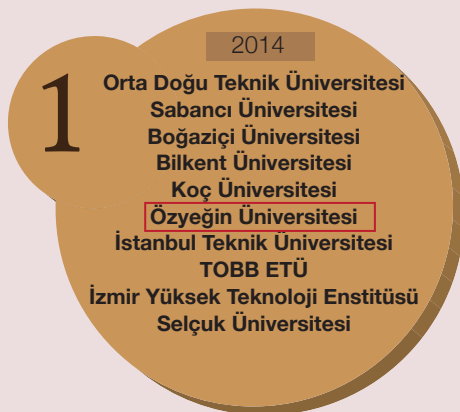 2014
1
Orta Doğu Teknik Üniversitesi
Sabancı Üniversitesi
Boğaziçi Üniversitesi
Bilkent Üniversitesi
Koç Üniversitesi
Özyeğin Üniversitesi
İstanbul Teknik Üniversitesi
TOBB ETÜ
İzmir Yüksek Teknoloji Enstitüsü
Selçuk Üniversitesi